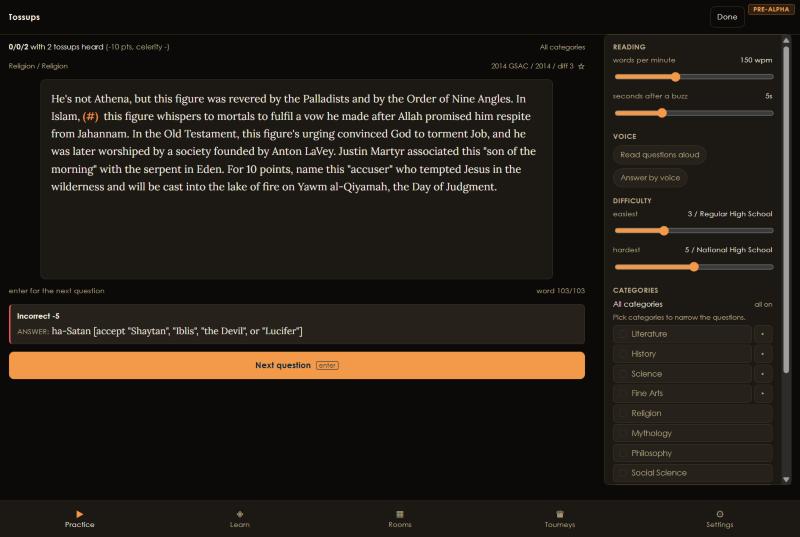 Tossups
Done
PRE-ALPHA
0/0/2 with 2 tossups heard (-10 pts, celerity -)
All categories
Religion / Religion
2014 GSAC / 2014 / diff 3 ☆
He's not Athena, but this figure was revered by the Palladists and by the Order of Nine Angles. In
Islam, (#) this figure whispers to mortals to fulfil a vow he made after Allah promised him respite
from Jahannam. In the Old Testament, this figure's urging convinced God to torment Job, and he
was later worshiped by a society founded by Anton LaVey. Justin Martyr associated this "son of the
morning" with the serpent in Eden. For 10 points, name this "accuser" who tempted Jesus in the
wilderness and will be cast into the lake of fire on Yawm al-Qiyamah, the Day of Judgment.
enter for the next question
word 103/103
Incorrect -5
ANSWER: ha-Satan [accept "Shaytan", "Iblis", "the Devil", or "Lucifer"]
Next question enter
READING
words per minute
150 wpm
seconds after a buzz
5s
VOICE
Read questions aloud
Answer by voice
DIFFICULTY
easiest
3 / Regular High School
hardest
5 / National High School
CATEGORIES
All categories
all on
Pick categories to narrow the questions.
Literature
History
Science
Fine Arts
Religion
Mythology
Philosophy
Social Science
Practice
Learn
Rooms
Tourneys
Settings